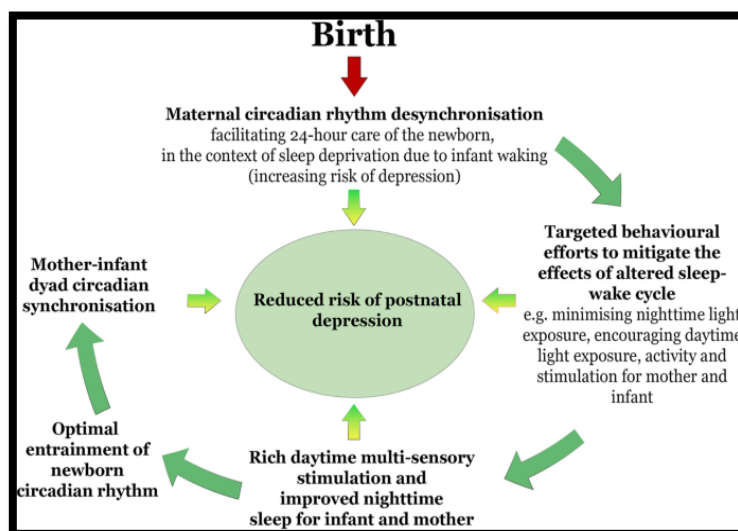 Birth
Maternal circadian rhythm desynchronisation
facilitating 24-hour care of the newborn,
in the context of sleep deprivation due to infant waking
(increasing risk of depression)
Targeted behavioural
efforts to mitigate the
effects of altered sleep-
wake cycle
e.g. minimising nighttime light
exposure, encouraging daytime
light exposure, activity and
stimulation for mother and
infant
Mother-infant
dyad circadian
synchronisation
Reduced risk of postnatal
depression
Optimal
entrainment of
newborn
circadian rhythm
Rich daytime multi-sensory
stimulation and
improved nighttime
sleep for infant and mother